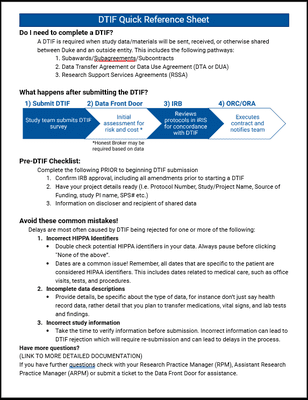 DTIF Quick Reference Sheet
Do I need to complete a DTIF?
A DTIF is required when study data/materials will be sent, received, or otherwise shared
between Duke and an outside entity. This includes the following pathways:
1. Subawards/Subagreements/Subcontracts
2. Data Transfer Agreement or Data Use Agreement (DTA or DUA)
3. Research Support Services Agreements (RSSA)
What happens after submitting the DTIF?
1) Submit DTIF 2) Data Front Door 3) IRB 4) ORC/ORA
Study team submits DTIF
survey
Initial
assessment for
risk and cost *
Reviews
protocols in iRIS
for concordance
with DTIF
Executes
contract and
notifies team
*Honest Broker may be
required based on data
Pre-DTIF Checklist:
Complete the following PRIOR to beginning DTIF submission
1. Confirm IRB approval, including all amendments prior to starting a DTIF
2. Have your project details ready (i.e. Protocol Number, Study/Project Name, Source of
Funding, study PI name, SPS# etc.)
3. Information on discloser and recipient of shared data
Avoid these common mistakes!
Delays are most often caused by DTIF being rejected for one or more of the following:
1. Incorrect HIPPA Identifiers
• Double check potential HIPPA identifiers in your data. Always pause before clicking
"None of the above".
• Dates are a common issue! Remember, all dates that are specific to the patient are
considered HIPAA identifiers. This includes dates related to medical care, such as office
visits, tests, and procedures.
2. Incomplete data descriptions
• Provide details, be specific about the type of data, for instance don't just say health
record data, rather detail that you plan to transfer medications, vital signs, and lab tests
and findings.
3. Incorrect study information
• Take the time to verify information before submission. Incorrect information can lead to
DTIF rejection which will require re-submission and can lead to delays in the process.
Have more questions?
(LINK TO MORE DETAILED DOCUMENTATION)
If you have further questions check with your Research Practice Manager (RPM), Assistant Research
Practice Manager (ARPM) or submit a ticket to the Data Front Door for assistance.